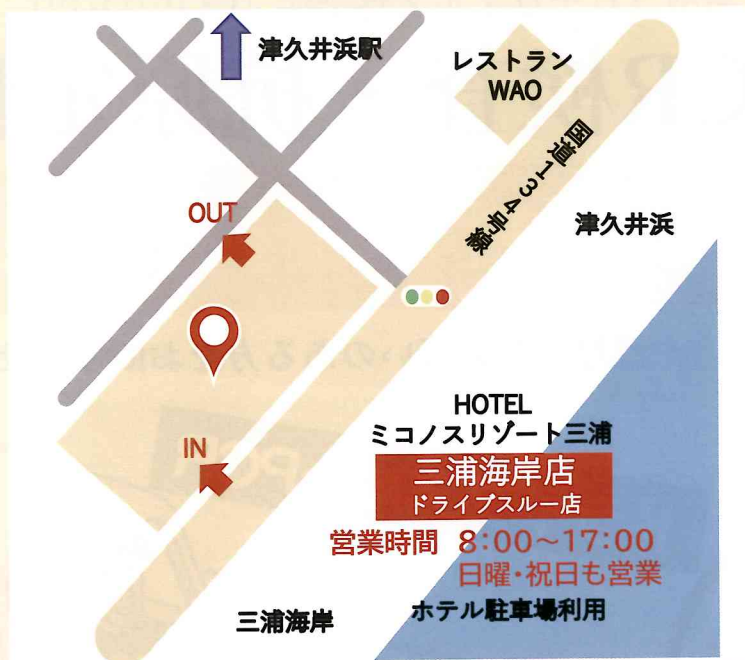 津久井浜駅
レストラン
WAO
国道134号線
OUT
津久井浜
IN
HOTEL
ミコノスリゾート三浦
三浦海岸店
ドライブスルー店
営業時間 8:00～17:00
日曜・祝日も営業
三浦海岸
ホテル駐車場利用